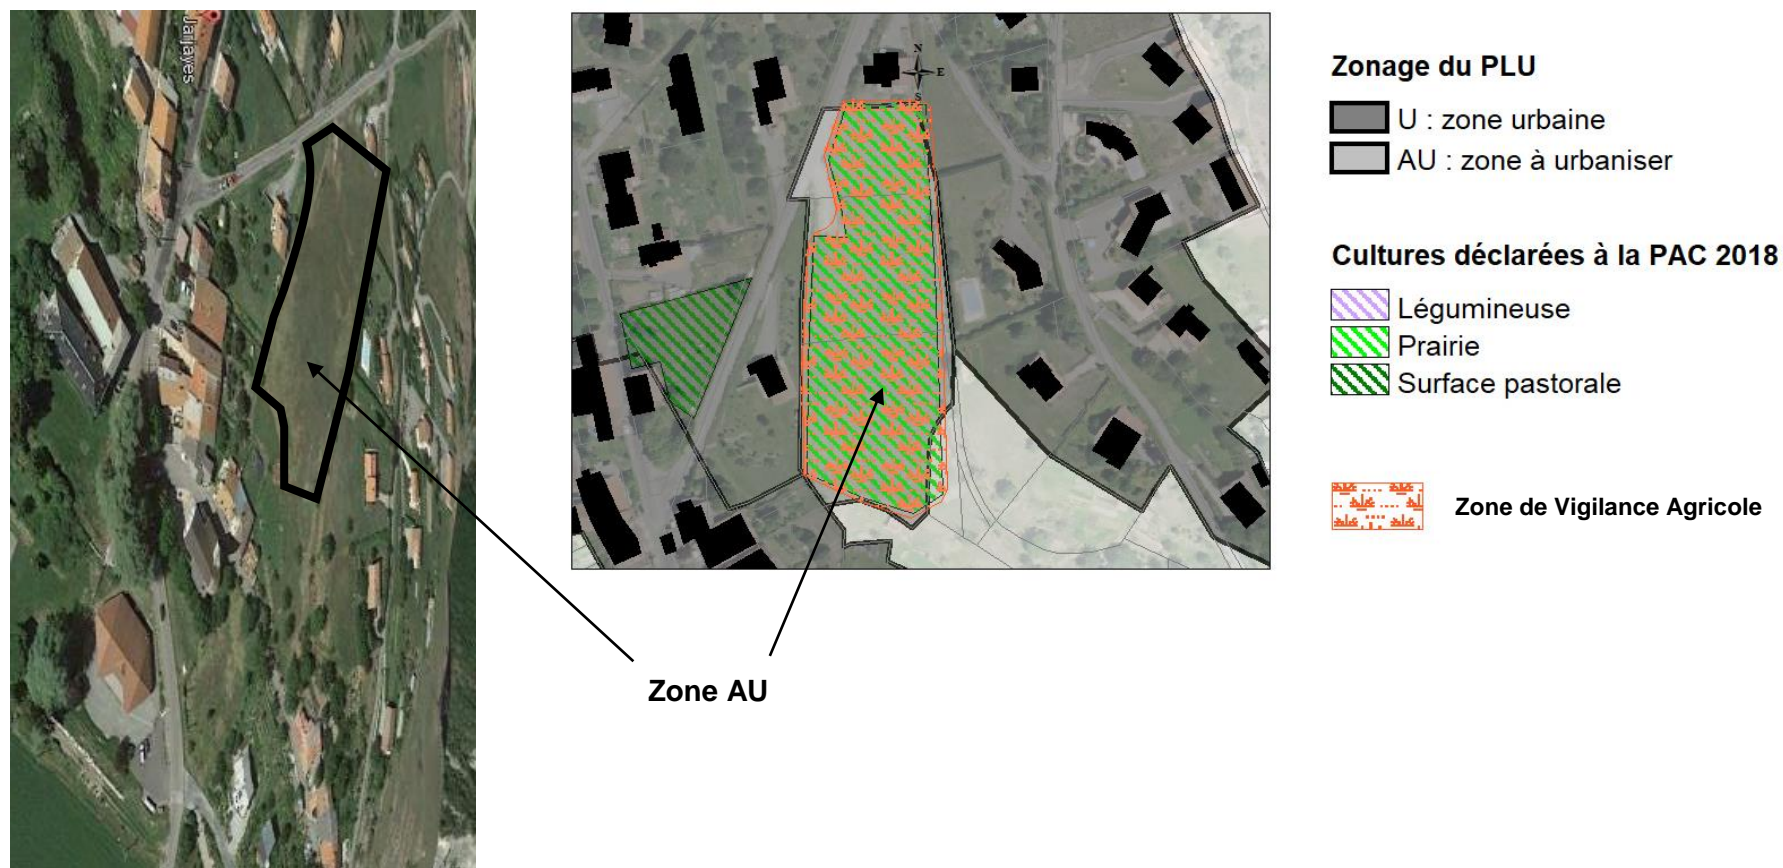 Jarjayes
N
E
S
Zone AU
Zonage du PLU
U : zone urbaine
AU : zone à urbaniser
Cultures déclarées à la PAC 2018
Légumineuse
Prairie
Surface pastorale
Zone de Vigilance Agricole